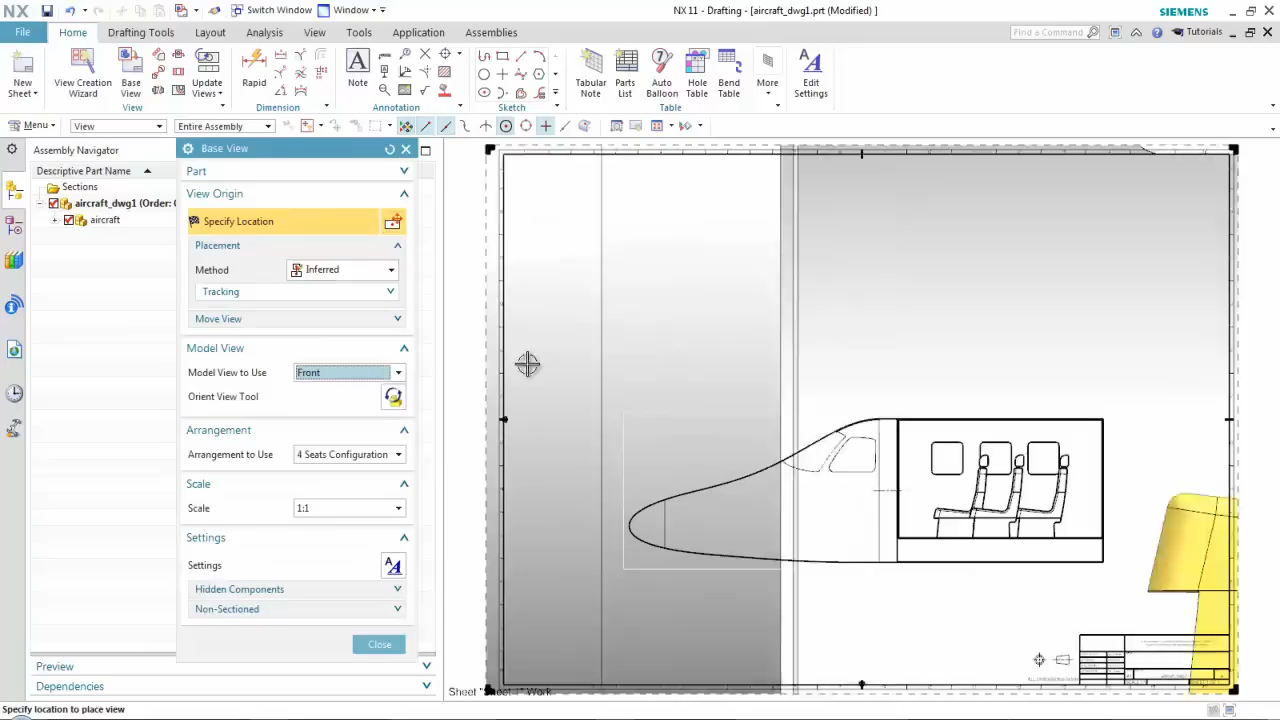 NX
Switch Window
Window
NX 11 - Drafting - [aircraft_dwg1.prt (Modified) ]
SIEMENS
File
Home
Drafting Tools
Layout
Analysis
View
Tools
Application
Assemblies
Find a Command
Tutorials
New Sheet
View Creation Wizard
Base View
Update Views
View
Rapid
Dimension
Note
Annotation
Sketch
Tabular Note
Parts List
Auto Balloon
Hole Table
Bend Table
Table
More
Edit Settings
Menu
View
Entire Assembly
Assembly Navigator
Descriptive Part Name
Sections
aircraft_dwg1 (Order:
aircraft
Base View
Part
View Origin
Specify Location
Placement
Method
Inferred
Tracking
Move View
Model View
Model View to Use
Front
Orient View Tool
Arrangement
Arrangement to Use
4 Seats Configuration
Scale
Scale
1:1
Settings
Settings
Hidden Components
Non-Sectioned
Close
Preview
Dependencies
Work
Specify location to place view